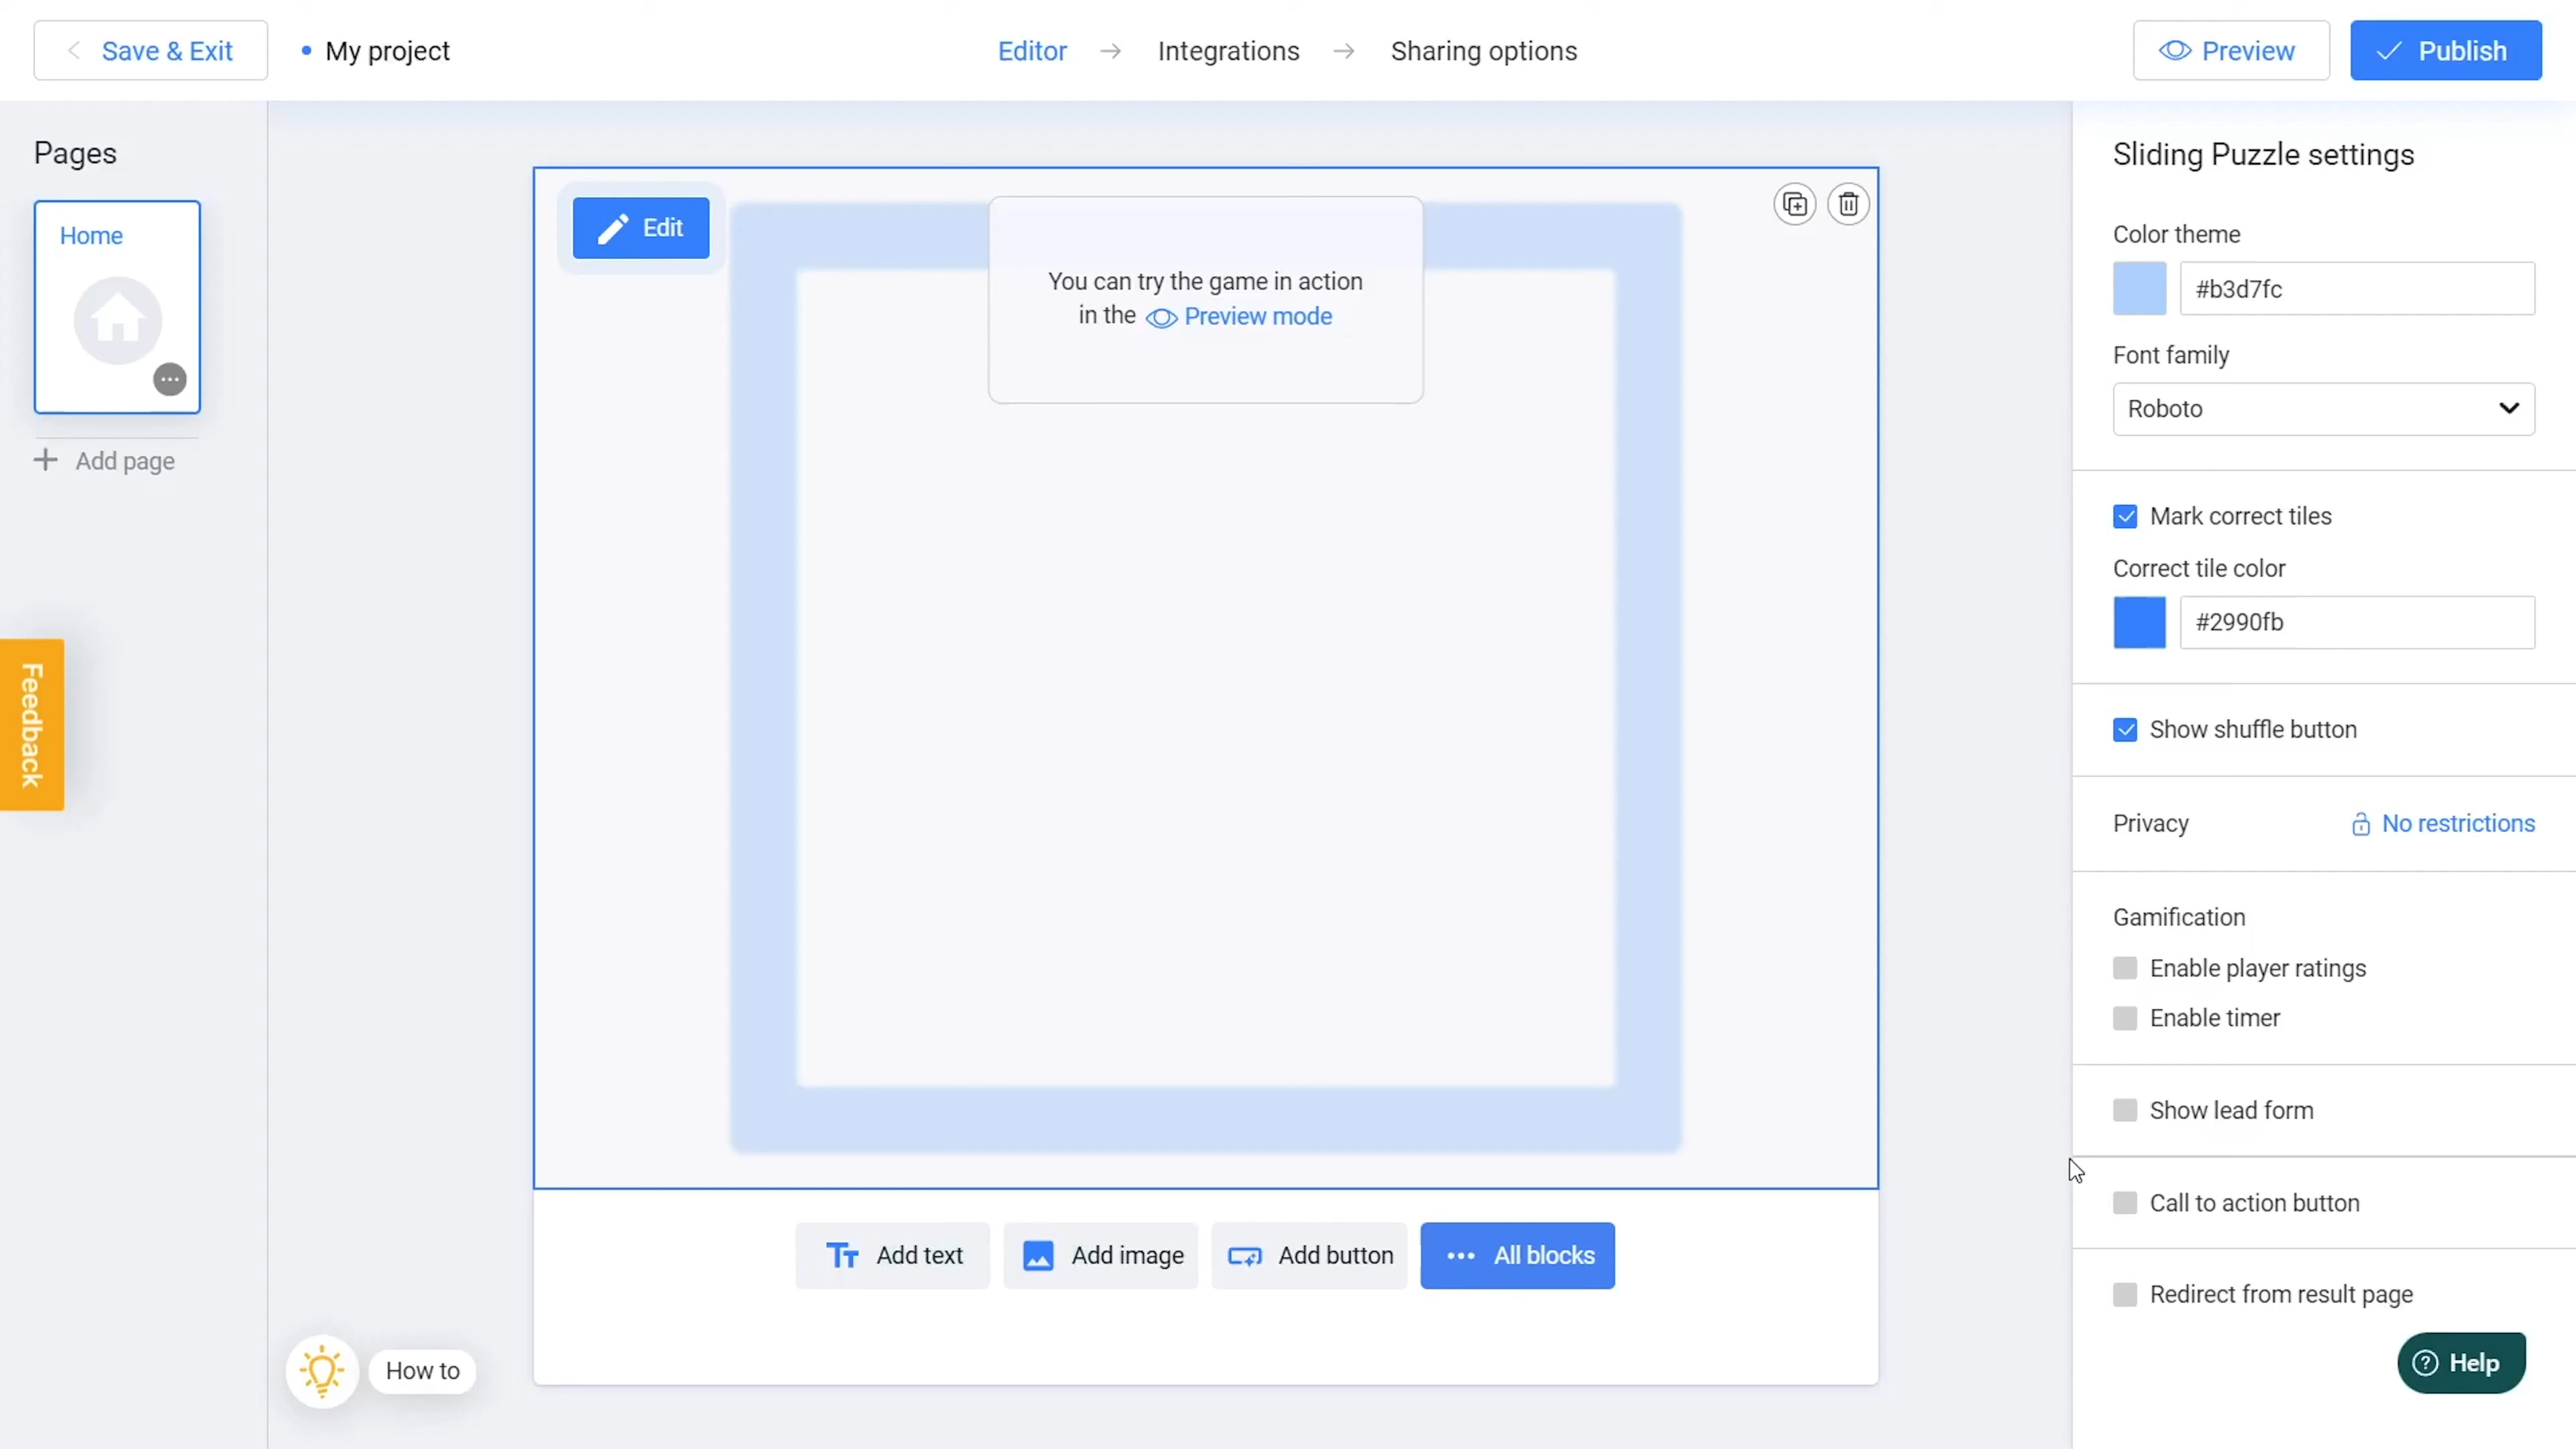 Save & Exit
My project
Editor
Integrations
Sharing options
Preview
Publish
Pages
Home
Add page
Feedback
Edit
You can try the game in action
in the Preview mode
Add text
Add image
Add button
All blocks
How to
Sliding Puzzle settings
Color theme
#b3d7fc
Font family
Roboto
Mark correct tiles
Correct tile color
#2990fb
Show shuffle button
Privacy
No restrictions
Gamification
Enable player ratings
Enable timer
Show lead form
Call to action button
Redirect from result page
Help